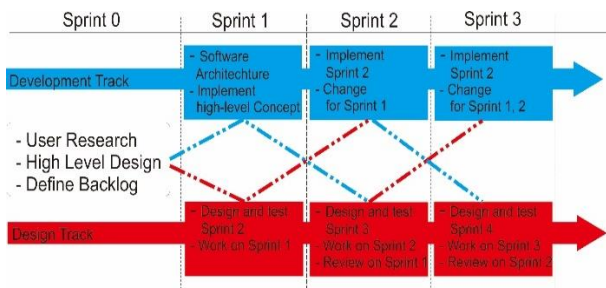 Sprint 0
Sprint 1
Sprint 2
Sprint 3
Development Track
- Software
Architechture
- Implement
high-level Concept
- Implement
Sprint 2
- Change
for Sprint 1
- Implement
Sprint 2
- Change
for Sprint 1, 2
- User Research
- High Level Design
- Define Backlog
Design Track
- Design and test
Sprint 2
- Work on Sprint 1
- Design and test
Sprint 3
- Work on Sprint 2
- Review on Sprint 1
- Design and test
Sprint 4
- Work on Sprint 3
- Review on Sprint 2